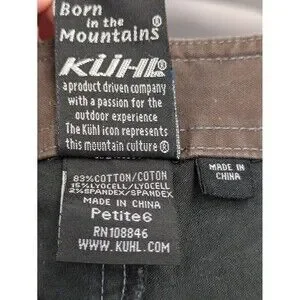 Born
in the
Mountains®
KÜHL®
a product driven company
with a passion for the
outdoor experience
The Kühl icon represents
this mountain culture®
83%COTTON/COTON
15%LYOCELL/LYOCELL
2%SPANDEX/SPANDEX
MADE IN CHINA
Petite6
RN108846
WWW.KUHL.COM
MADE IN
CHINA